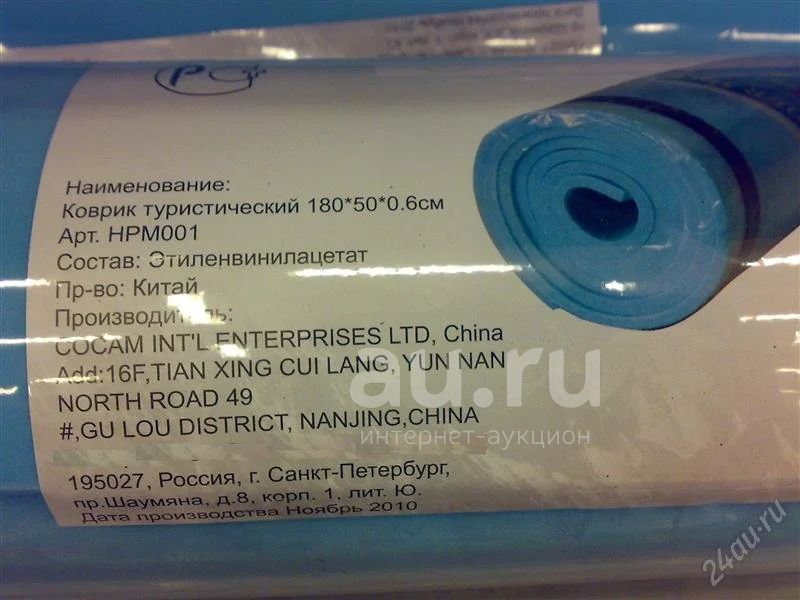 Наименование:
Коврик туристический 180*50*0.6см
Арт. HPM001
Состав: Этиленвинилацетат
Пр-во: Китай
Производитель:
COCAM INT'L ENTERPRISES LTD, China
Add:16F,TIAN XING CUI LANG, YUN NAN
NORTH ROAD 49
#,GU LOU DISTRICT, NANJING,CHINA
195027, Россия, г. Санкт-Петербург,
пр.Шаумяна, д.8, корп. 1, лит. Ю.
Дата производства Ноябрь 2010
au.ru
интернет-аукцион
24au.ru